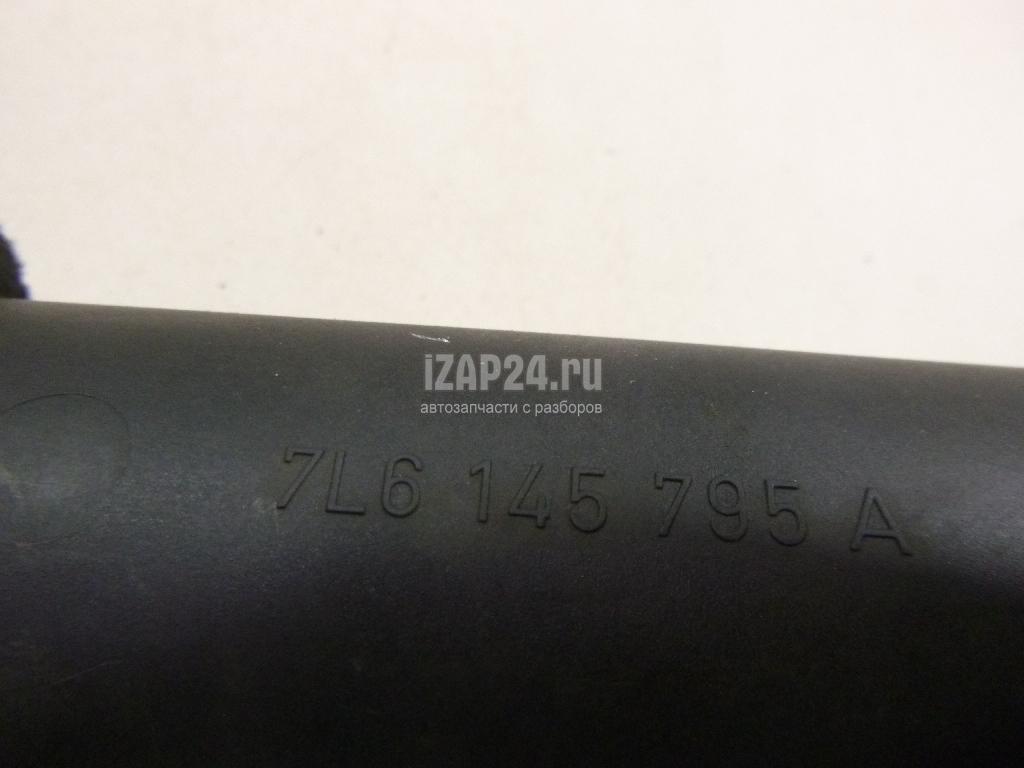 iZAP24.ru
автозапчасти с разборов
7L6 145 795 A